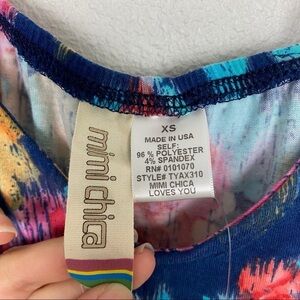 mimi chica
XS
MADE IN USA
SELF:
96 % POLYESTER
4% SPANDEX
RN# 0101070
STYLE# TYAX310
MIMI CHICA
LOVES YOU